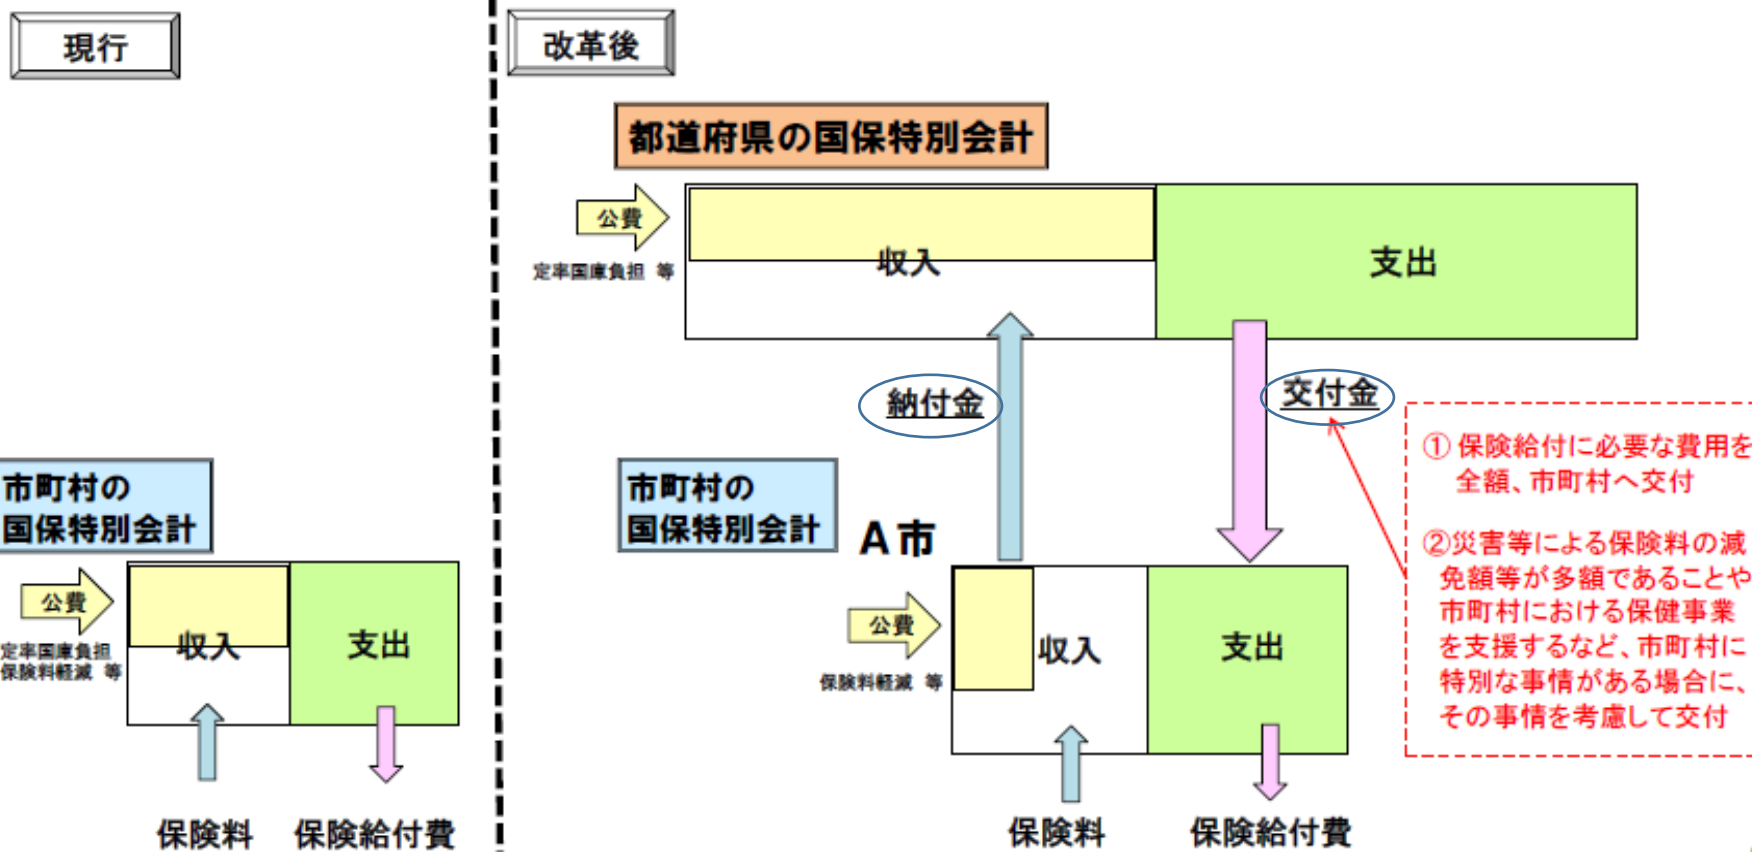 現行
市町村の
国保特別会計
公費
定率国庫負担
保険料軽減 等
収入
支出
保険料
保険給付費
改革後
都道府県の国保特別会計
公費
定率国庫負担 等
収入
支出
納付金
交付金
① 保険給付に必要な費用を
全額、市町村へ交付
②災害等による保険料の減
免額等が多額であることや
市町村における保健事業
を支援するなど、市町村に
特別な事情がある場合に、
その事情を考慮して交付
市町村の
国保特別会計
A市
公費
保険料軽減 等
収入
支出
保険料
保険給付費